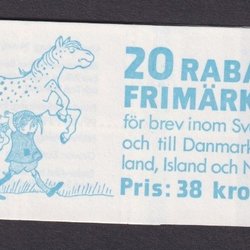 20 RABA
FRIMÄRK
för brev inom Sv
och till Danmark
land, Island och N
Pris: 38 kro